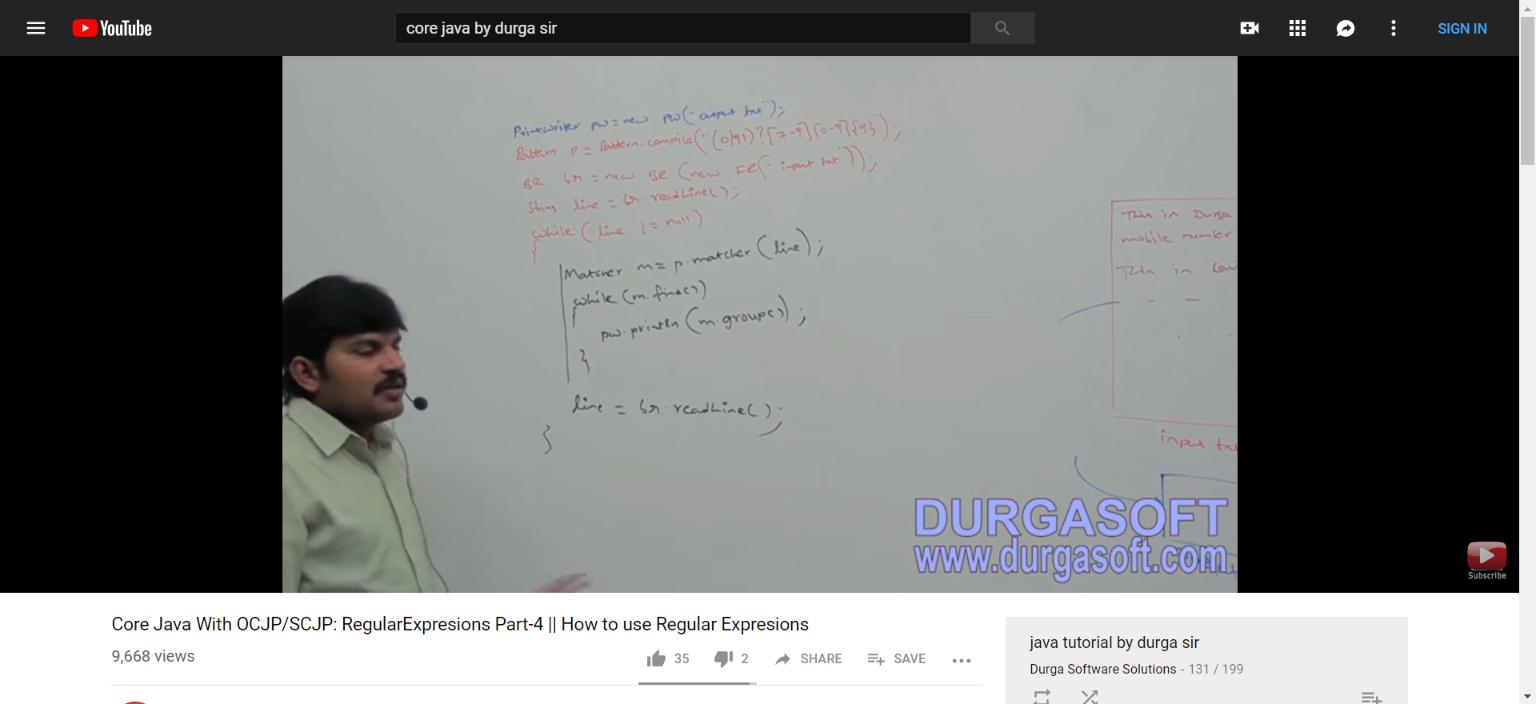 YouTube
core java by durga sir
SIGN IN
Printwriter pw = new pw("output.txt");
Pattern p = Pattern.compile("(0|91)?[7-9][0-9]{9}");
BR br = new BR (new FR("input.txt"));
String line = br.readLine();
while (line != null)
{
Matcher m = p.matcher(line);
while (m.find())
{
pw.println(m.group());
}
line = br.readLine();
}
This is Durga
mobile number
This is
input.
DURGASOFT
www.durgasoft.com
Subscribe
Core Java With OCJP/SCJP: RegularExpresions Part-4 || How to use Regular Expresions
9,668 views
35
2
SHARE
SAVE
java tutorial by durga sir
Durga Software Solutions - 131 / 199